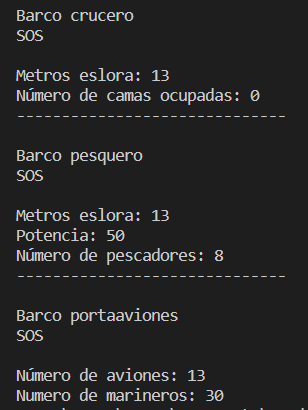 Barco crucero
SOS
Metros eslora: 13
Número de camas ocupadas: 0
------------------------------
Barco pesquero
SOS
Metros eslora: 13
Potencia: 50
Número de pescadores: 8
------------------------------
Barco portaaviones
SOS
Número de aviones: 13
Numero de marineros: 30